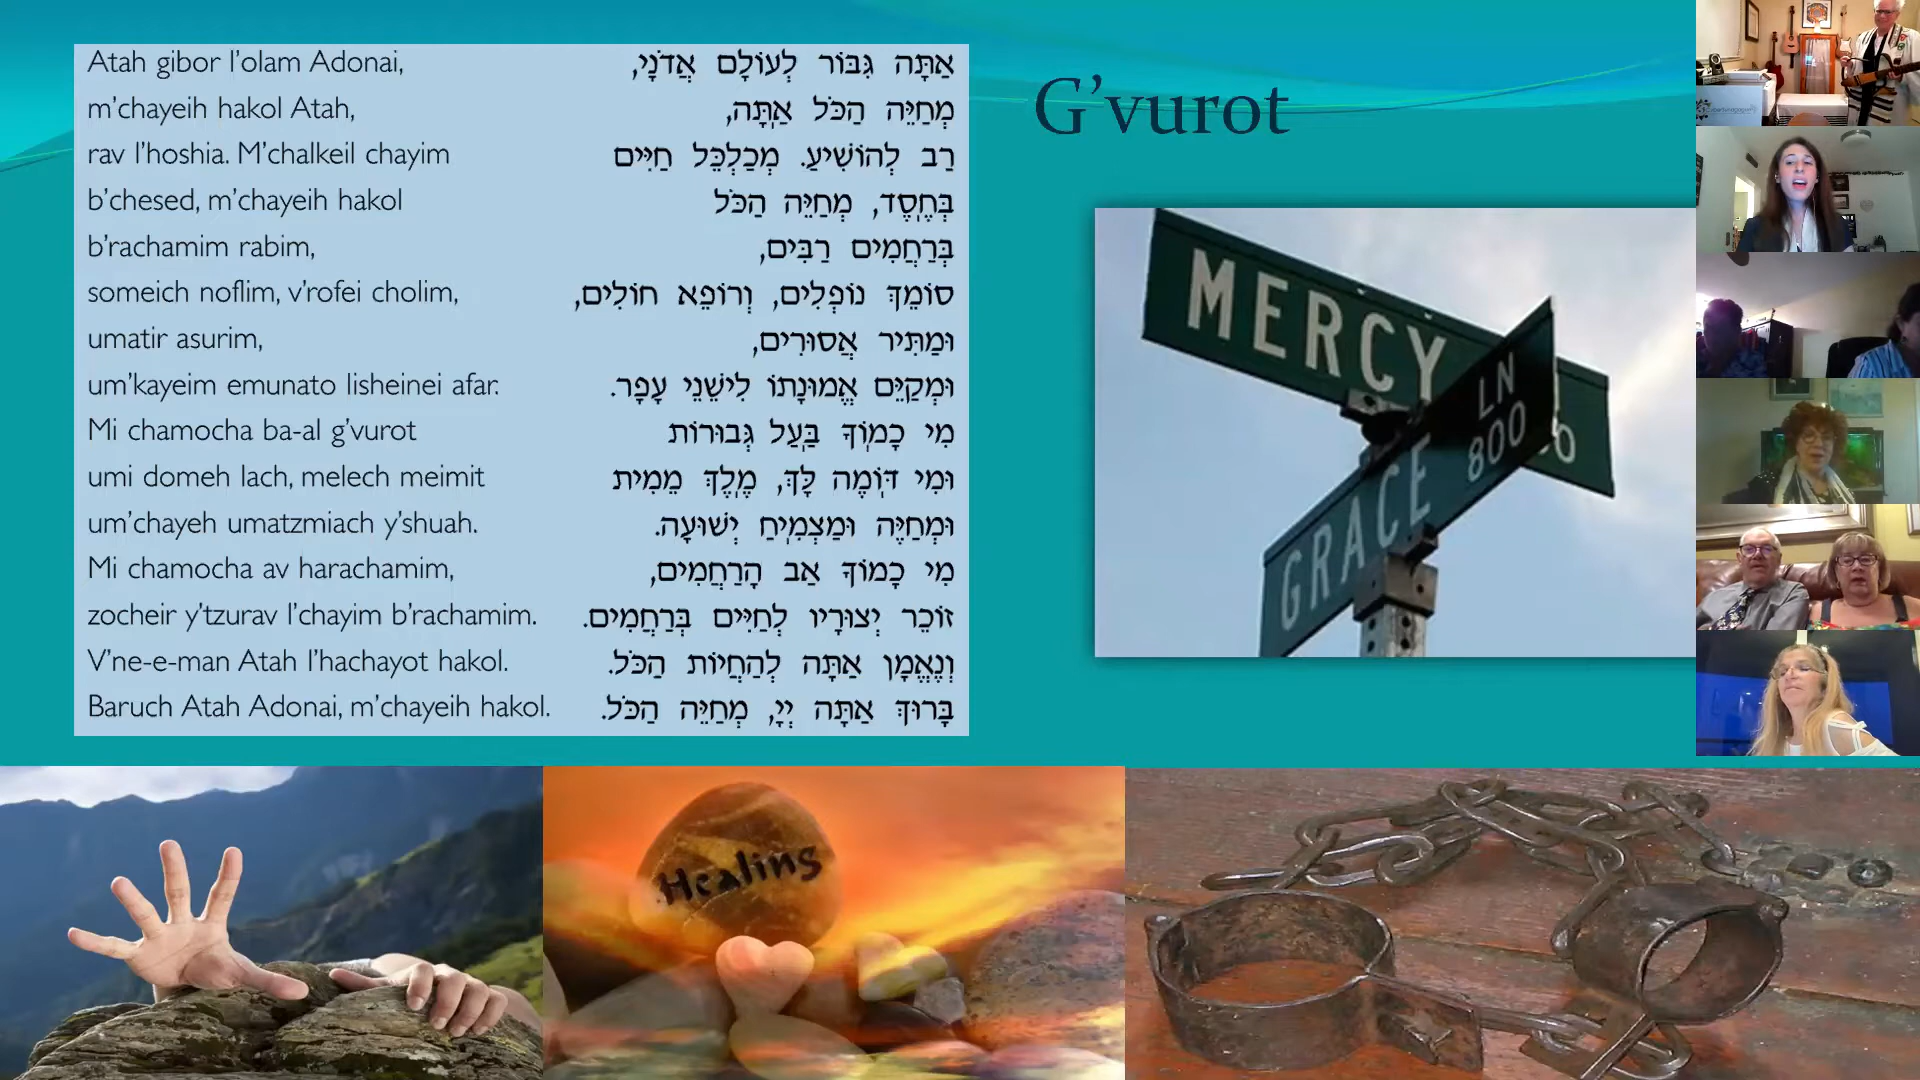 Atah gibor l'olam Adonai,
m'chayeih hakol Atah,
rav l'hoshia. M'chalkeil chayim
b'chesed, m'chayeih hakol
b'rachamim rabim,
someich noflim, v'rofei cholim,
umatir asurim,
um'kayeim emunato lisheinei afar.
Mi chamocha ba-al g'vurot
umi domeh lach, melech meimit
um'chayeh umatzmiach y'shuah.
Mi chamocha av harachamim,
zocheir y'tzurav l'chayim b'rachamim.
V'ne-e-man Atah l'hachayot hakol.
Baruch Atah Adonai, m'chayeih hakol.
אַתָּה גִּבּוֹר לְעוֹלָם אֲדֹנָי,
מְחַיֵּה הַכֹּל אַתָּה,
רַב לְהוֹשִׁיעַ. מְכַלְכֵּל חַיִּים
בְּחֶסֶד, מְחַיֵּה הַכֹּל
בְּרַחֲמִים רַבִּים,
סוֹמֵךְ נוֹפְלִים, וְרוֹפֵא חוֹלִים,
וּמַתִּיר אֲסוּרִים,
וּמְקַיֵּם אֱמוּנָתוֹ לִישֵׁנֵי עָפָר.
מִי כָמוֹךָ בַּעַל גְּבוּרוֹת
וּמִי דּוֹמֶה לָּךְ, מֶלֶךְ מֵמִית
וּמְחַיֶּה וּמַצְמִיחַ יְשׁוּעָה.
מִי כָמוֹךָ אַב הָרַחֲמִים,
זוֹכֵר יְצוּרָיו לְחַיִּים בְּרַחֲמִים.
וְנֶאֱמָן אַתָּה לְהַחֲיוֹת הַכֹּל.
בָּרוּךְ אַתָּה יְיָ, מְחַיֵּה הַכֹּל.
G'vurot
MERCY
GRACE LN 800
Healing